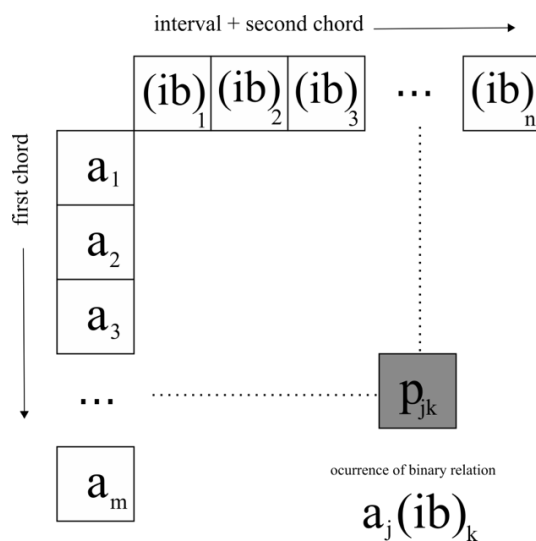 interval + second chord
(ib)1 (ib)2 (ib)3 ... (ib)n
first chord
a1
a2
a3
...
pjk
am
ocurrence of binary relation
aj(ib)k